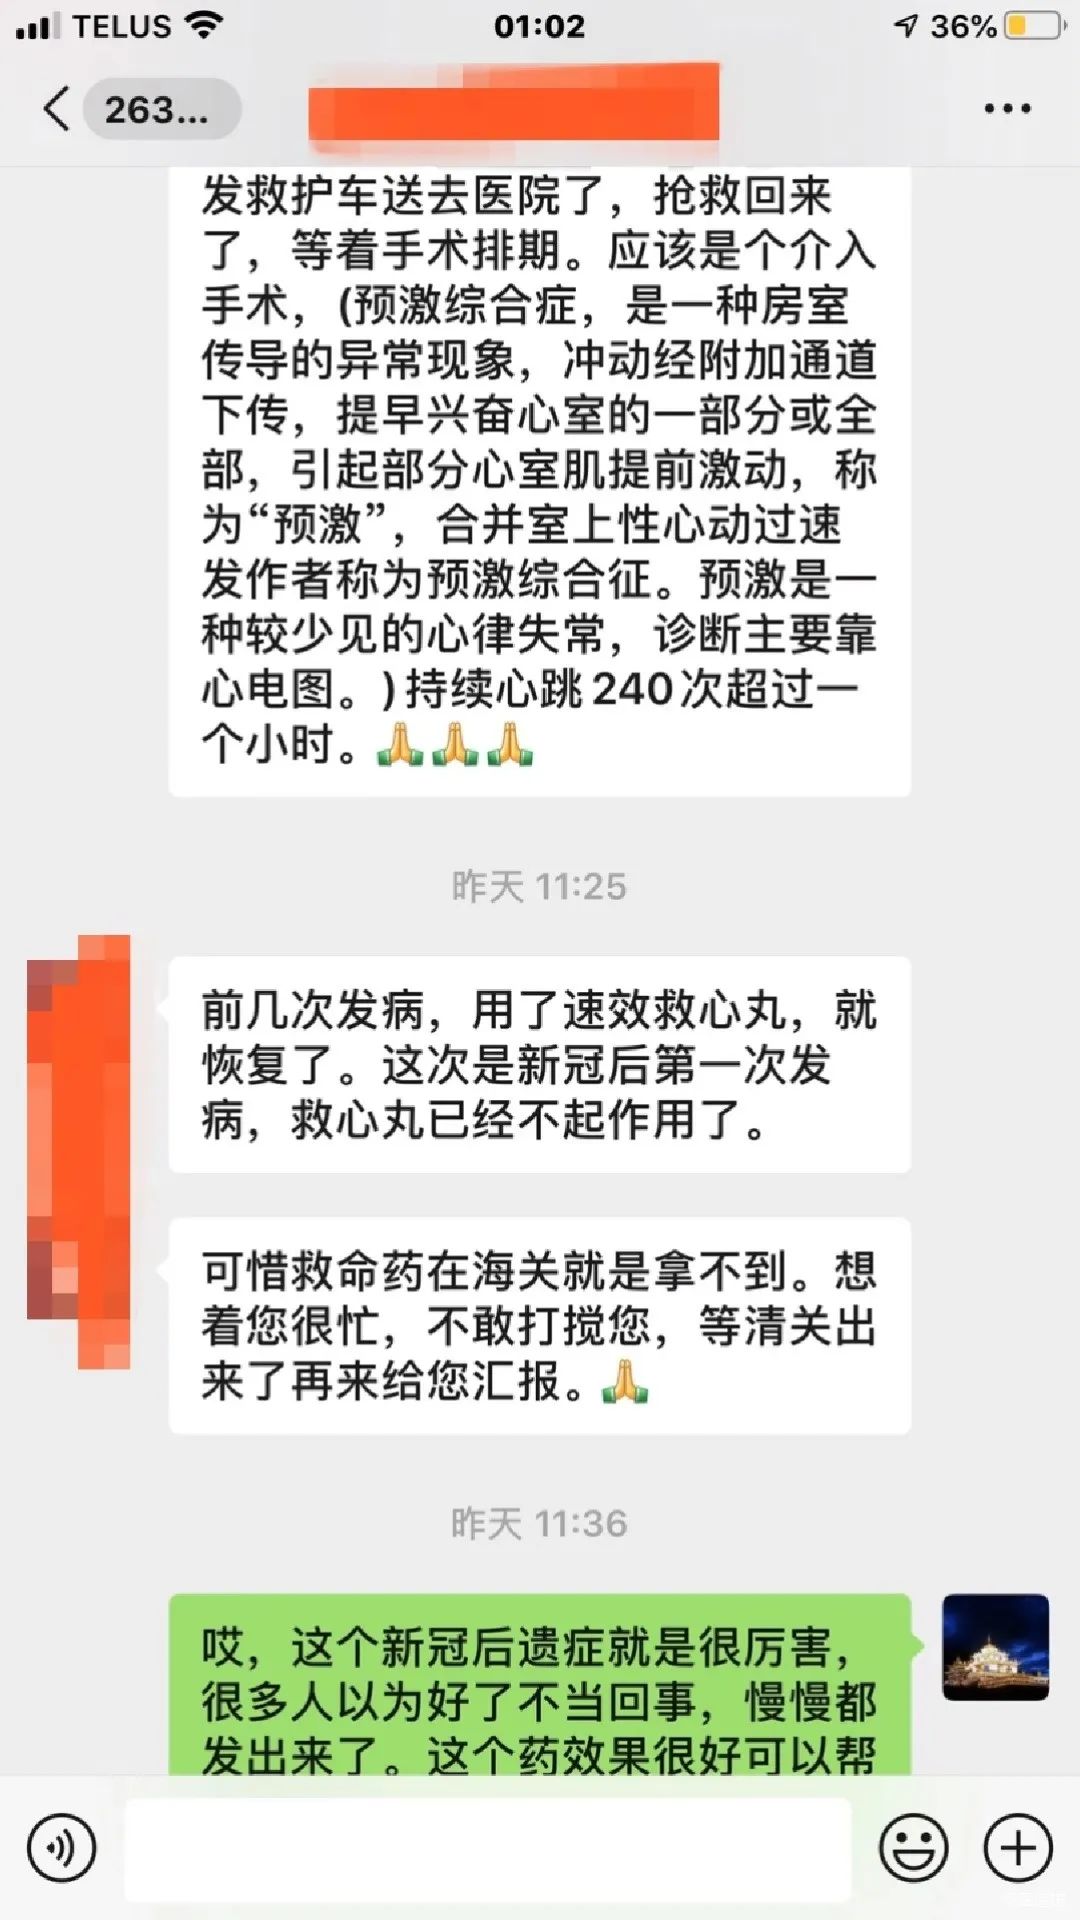 TELUS 01:02 36%
263...
发救护车送去医院了，抢救回来
了，等着手术排期。应该是个介入
手术，(预激综合症，是一种房室
传导的异常现象，冲动经附加通道
下传，提早兴奋心室的一部分或全
部，引起部分心室肌提前激动，称
为“预激”，合并室上性心动过速
发作者称为预激综合征。预激是一
种较少见的心律失常，诊断主要靠
心电图。)持续心跳240次超过一
个小时。🙏🙏🙏
昨天 11:25
前几次发病，用了速效救心丸，就
恢复了。这次是新冠后第一次发
病，救心丸已经不起作用了。
可惜救命药在海关就是拿不到。想
着您很忙，不敢打搅您，等清关出
来了再来给您汇报。🙏
昨天 11:36
哎，这个新冠后遗症就是很厉害，
很多人以为好了不当回事，慢慢都
发出来了。这个药效果很好可以帮